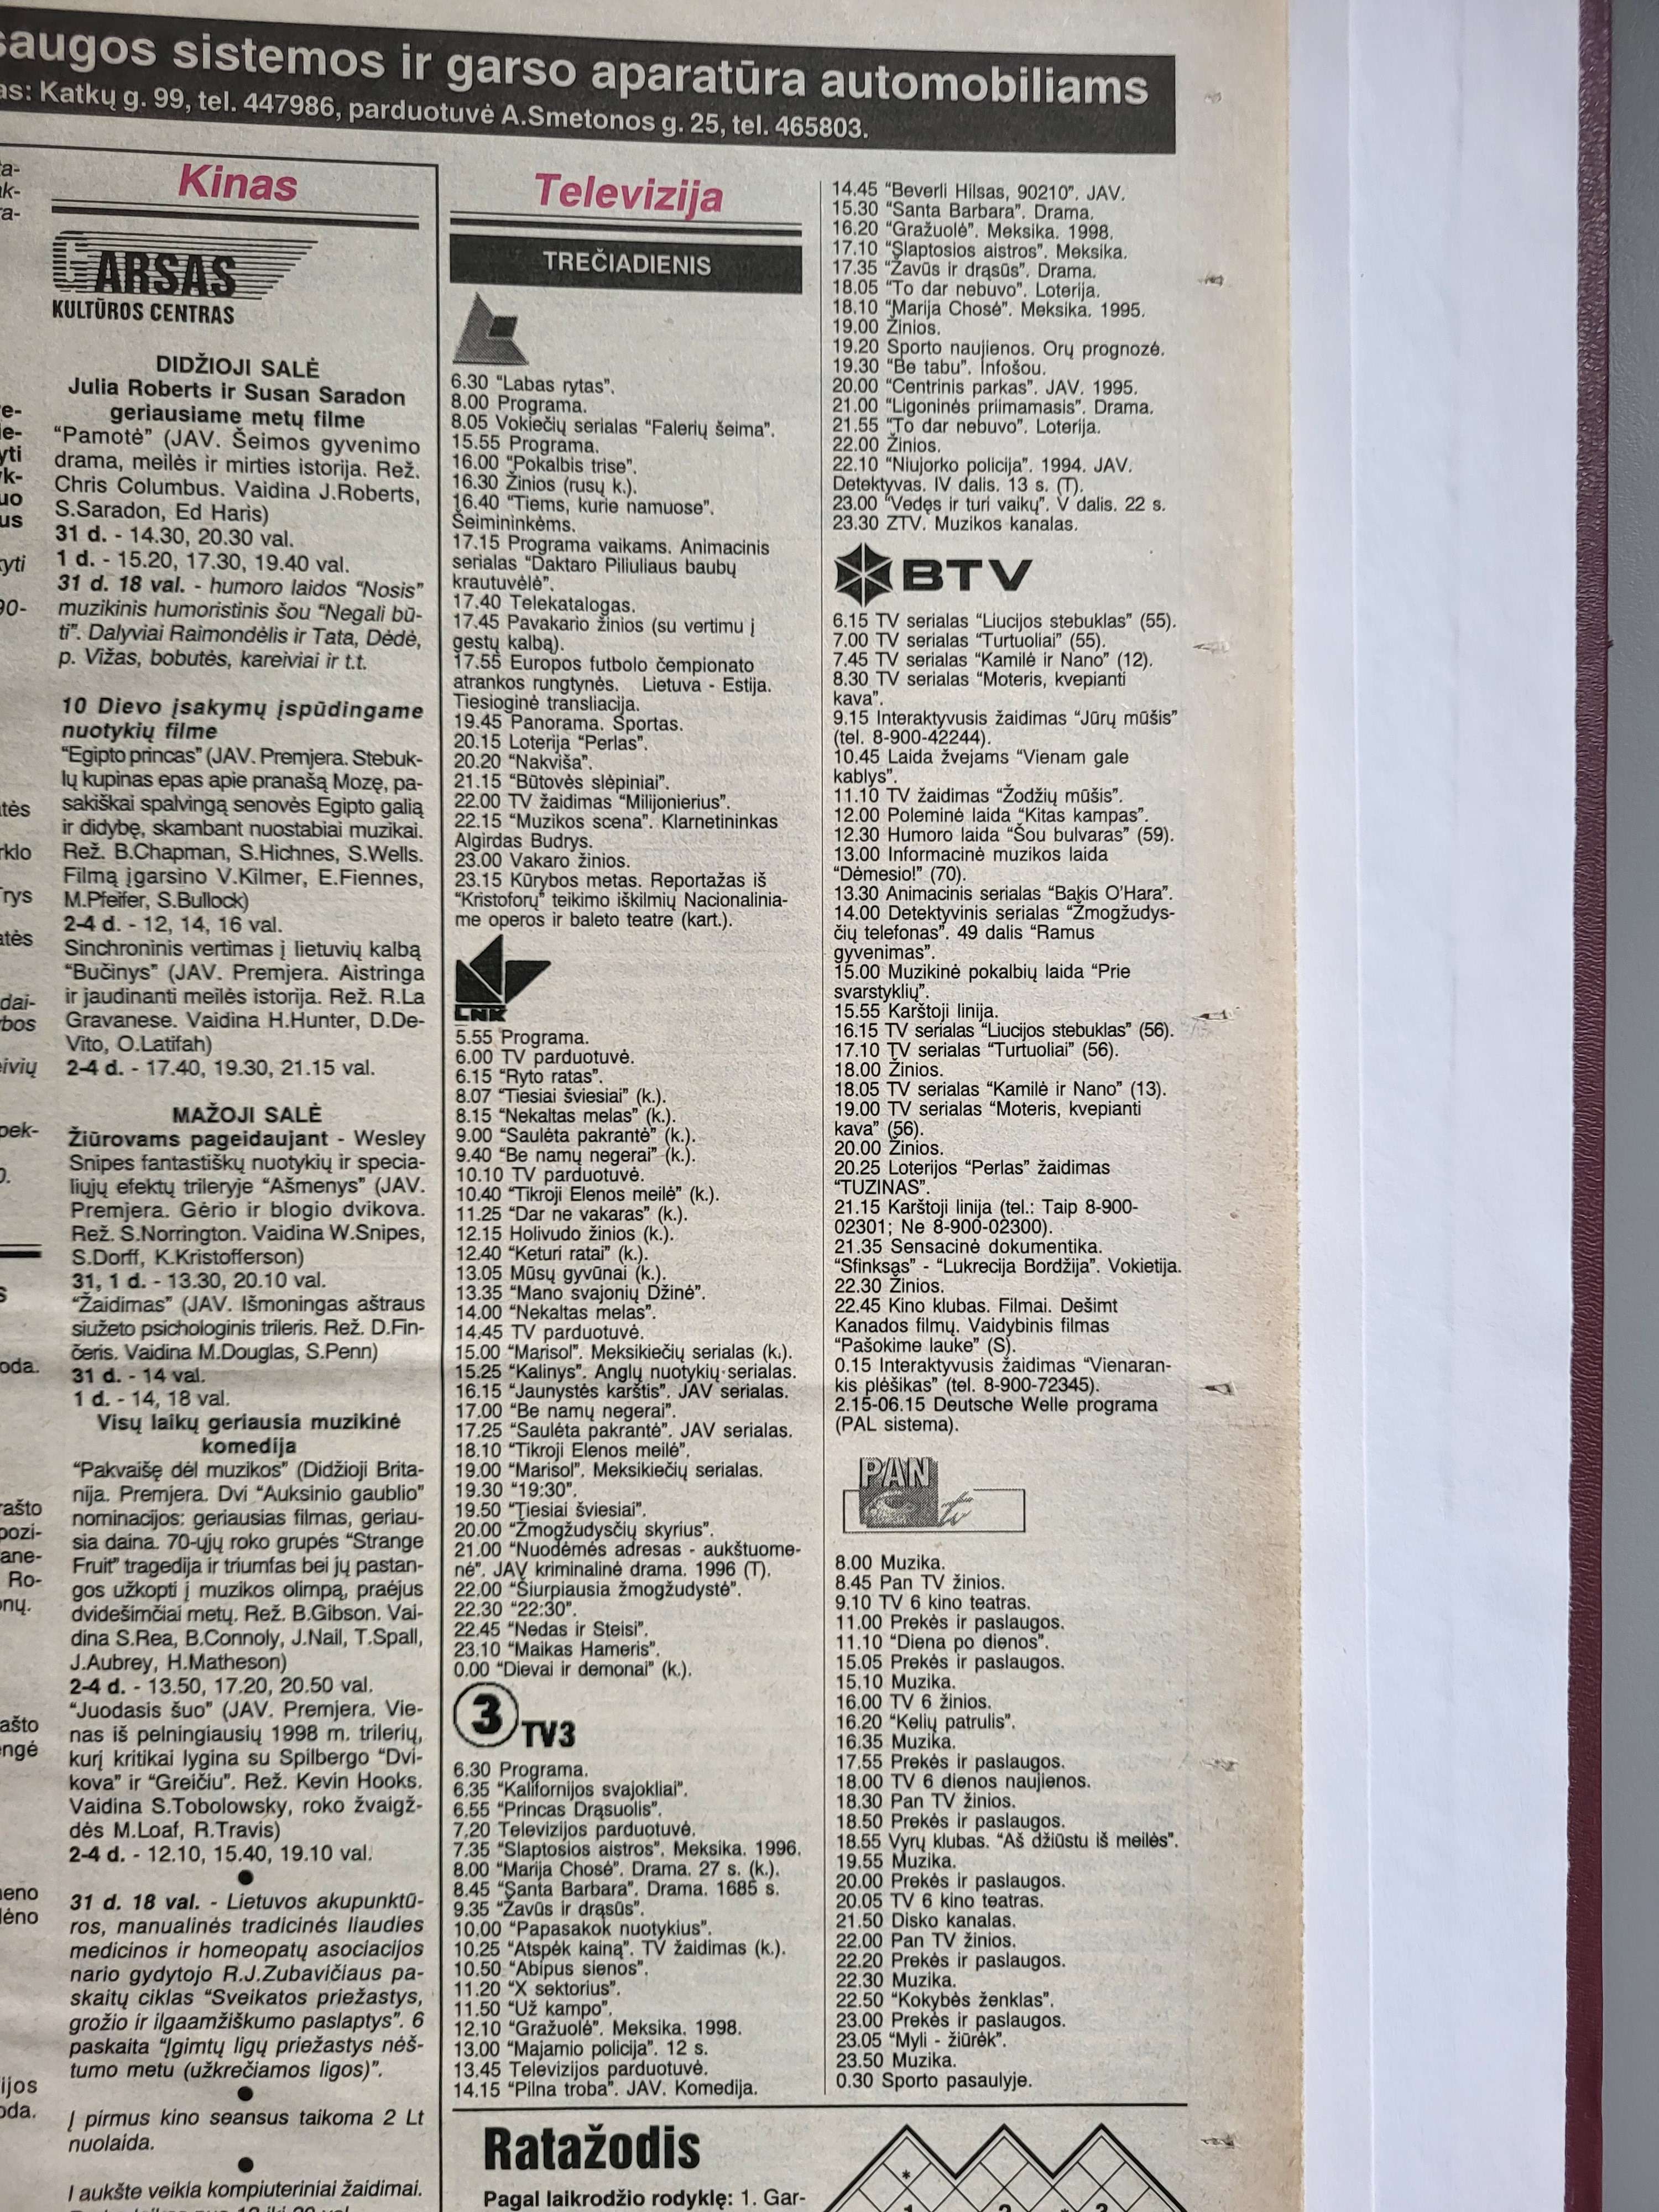 saugos sistemos ir garso aparatūra automobiliams
as: Katkų g. 99, tel. 447986, parduotuvė A.Smetonos g. 25, tel. 465803.
Kinas
GARSAS
KULTŪROS CENTRAS
DIDŽIOJI SALĖ
Julia Roberts ir Susan Saradon
geriausiame metų filme
“Pamotė” (JAV. Šeimos gyvenimo
drama, meilės ir mirties istorija. Rež.
Chris Columbus. Vaidina J.Roberts,
S.Saradon, Ed Haris)
31 d. - 14.30, 20.30 val.
1 d. - 15.20, 17.30, 19.40 val.
31 d. 18 val. - humoro laidos “Nosis”
muzikinis humoristinis šou “Negali bū-
ti”. Dalyviai Raimondėlis ir Tata, Dėdė,
p. Vižas, bobutės, kareiviai ir t.t.
10 Dievo įsakymų įspūdingame
nuotykių filme
“Egipto princas” (JAV. Premjera. Stebuk-
lų kupinas epas apie pranašą Mozę, pa-
sakiškai spalvingą senovės Egipto galią
ir didybę, skambant nuostabiai muzikai.
Rež. B.Chapman, S.Hichnes, S.Wells.
Filmą įgarsino V.Kilmer, E.Fiennes,
M.Pfeifer, S.Bullock)
2-4 d. - 12, 14, 16 val.
Sinchroninis vertimas į lietuvių kalbą
“Bučinys” (JAV. Premjera. Aistringa
ir jaudinanti meilės istorija. Rež. R.La
Gravanese. Vaidina H.Hunter, D.De-
Vito, O.Latifah)
2-4 d. - 17.40, 19.30, 21.15 val.
MAŽOJI SALĖ
Žiūrovams pageidaujant - Wesley
Snipes fantastiškų nuotykių ir specia-
liųjų efektų trileryje “Ašmenys” (JAV.
Premjera. Gėrio ir blogio dvikova.
Rež. S.Norrington. Vaidina W.Snipes,
S.Dorff, K.Kristofferson)
31, 1 d. - 13.30, 20.10 val.
“Žaidimas” (JAV. Išmoningas aštraus
siužeto psichologinis trileris. Rež. D.Fin-
čeris. Vaidina M.Douglas, S.Penn)
31 d. - 14 val.
1 d. - 14, 18 val.
Visų laikų geriausia muzikinė
komedija
“Pakvaišę dėl muzikos” (Didžioji Brita-
nija. Premjera. Dvi “Auksinio gaublio”
nominacijos: geriausias filmas, geriau-
sia daina. 70-ųjų roko grupės “Strange
Fruit” tragedija ir triumfas bei jų pastan-
gos užkopti į muzikos olimpą, praėjus
dvidešimčiai metų. Rež. B.Gibson. Vai-
dina S.Rea, B.Connoly, J.Nail, T.Spall,
J.Aubrey, H.Matheson)
2-4 d. - 13.50, 17.20, 20.50 val.
“Juodasis šuo” (JAV. Premjera. Vie-
nas iš pelningiausių 1998 m. trilerių,
kurį kritikai lygina su Spilbergo “Dvi-
kova” ir “Greičiu”. Rež. Kevin Hooks.
Vaidina S.Tobolowsky, roko žvaigž-
dės M.Loaf, R.Travis)
2-4 d. - 12.10, 15.40, 19.10 val.
31 d. 18 val. - Lietuvos akupunktū-
ros, manualinės tradicinės liaudies
medicinos ir homeopatų asociacijos
nario gydytojo R.J.Zubavičiaus pa-
skaitų ciklas “Sveikatos priežastys,
grožio ir ilgaamžiškumo paslaptys”. 6
paskaita “Įgimtų ligų priežastys nėš-
tumo metu (užkrečiamos ligos)”.
Į pirmus kino seansus taikoma 2 Lt
nuolaida.
I aukšte veikia kompiuteriniai žaidimai.
Televizija
TREČIADIENIS
6.30 “Labas rytas”.
8.00 Programa.
8.05 Vokiečių serialas “Falerių šeima”.
15.55 Programa.
16.00 “Pokalbis trise”.
16.30 Žinios (rusų k.).
16.40 “Tiems, kurie namuose”.
Šeimininkėms.
17.15 Programa vaikams. Animacinis
serialas “Daktaro Piliuliaus baubų
krautuvėlė”.
17.40 Telekatalogas.
17.45 Pavakario žinios (su vertimu į
gestų kalbą).
17.55 Europos futbolo čempionato
atrankos rungtynės. Lietuva - Estija.
Tiesioginė transliacija.
19.45 Panorama. Sportas.
20.15 Loterija “Perlas”.
20.20 “Nakviša”.
21.15 “Būtovės slėpiniai”.
22.00 TV žaidimas “Milijonierius”.
22.15 “Muzikos scena”. Klarnetininkas
Algirdas Budrys.
23.00 Vakaro žinios.
23.15 Kūrybos metas. Reportažas iš
“Kristoforų” teikimo iškilmių Nacionalinia-
me operos ir baleto teatre (kart.).
LNK
5.55 Programa.
6.00 TV parduotuvė.
6.15 “Ryto ratas”.
8.07 “Tiesiai šviesiai” (k.).
8.15 “Nekaltas melas” (k.).
9.00 “Saulėta pakrantė” (k.).
9.40 “Be namų negerai” (k.).
10.10 TV parduotuvė.
10.40 “Tikroji Elenos meilė” (k.).
11.25 “Dar ne vakaras” (k.).
12.15 Holivudo žinios (k.).
12.40 “Keturi ratai” (k.).
13.05 Mūsų gyvūnai (k.).
13.35 “Mano svajonių Džinė”.
14.00 “Nekaltas melas”.
14.45 TV parduotuvė.
15.00 “Marisol”. Meksikiečių serialas (k.).
15.25 “Kalinys”. Anglų nuotykių serialas.
16.15 “Jaunystės karštis”. JAV serialas.
17.00 “Be namų negerai”.
17.25 “Saulėta pakrantė”. JAV serialas.
18.10 “Tikroji Elenos meilė”.
19.00 “Marisol”. Meksikiečių serialas.
19.30 “19:30”.
19.50 “Tiesiai šviesiai”.
20.00 “Žmogžudysčių skyrius”.
21.00 “Nuodėmės adresas - aukštuome-
nė”. JAV kriminalinė drama. 1996 (T).
22.00 “Šiurpiausia žmogžudystė”.
22.30 “22:30”.
22.45 “Nedas ir Steisi”.
23.10 “Maikas Hameris”.
0.00 “Dievai ir demonai” (k.).
3 TV3
6.30 Programa.
6.35 “Kalifornijos svajokliai”.
6.55 “Princas Drąsuolis”.
7.20 Televizijos parduotuvė.
7.35 “Slaptosios aistros”. Meksika. 1996.
8.00 “Marija Chosė”. Drama. 27 s. (k.).
8.45 “Santa Barbara”. Drama. 1685 s.
9.35 “Žavūs ir drąsūs”.
10.00 “Papasakok nuotykius”.
10.25 “Atspėk kainą”. TV žaidimas (k.).
10.50 “Abipus sienos”.
11.20 “X sektorius”.
11.50 “Už kampo”.
12.10 “Gražuolė”. Meksika. 1998.
13.00 “Majamio policija”. 12 s.
13.45 Televizijos parduotuvė.
14.15 “Pilna troba”. JAV. Komedija.
14.45 “Beverli Hilsas, 90210”. JAV.
15.30 “Santa Barbara”. Drama.
16.20 “Gražuolė”. Meksika. 1998.
17.10 “Slaptosios aistros”. Meksika.
17.35 “Žavūs ir drąsūs”. Drama.
18.05 “To dar nebuvo”. Loterija.
18.10 “Marija Chosė”. Meksika. 1995.
19.00 Žinios.
19.20 Sporto naujienos. Orų prognozė.
19.30 “Be tabu”. Infošou.
20.00 “Centrinis parkas”. JAV. 1995.
21.00 “Ligoninės priimamasis”. Drama.
21.55 “To dar nebuvo”. Loterija.
22.00 Žinios.
22.10 “Niujorko policija”. 1994. JAV.
Detektyvas. IV dalis. 13 s. (T).
23.00 “Vedęs ir turi vaikų”. V dalis. 22 s.
23.30 ZTV. Muzikos kanalas.
BTV
6.15 TV serialas “Liucijos stebuklas” (55).
7.00 TV serialas “Turtuoliai” (55).
7.45 TV serialas “Kamilė ir Nano” (12).
8.30 TV serialas “Moteris, kvepianti
kava”.
9.15 Interaktyvusis žaidimas “Jūrų mūšis”
(tel. 8-900-42244).
10.45 Laida žvejams “Vienam gale
kablys”.
11.10 TV žaidimas “Žodžių mūšis”.
12.00 Poleminė laida “Kitas kampas”.
12.30 Humoro laida “Šou bulvaras” (59).
13.00 Informacinė muzikos laida
“Dėmesio!” (70).
13.30 Animacinis serialas “Bakis O’Hara”.
14.00 Detektyvinis serialas “Žmogžudys-
čių telefonas”. 49 dalis “Ramus
gyvenimas”.
15.00 Muzikinė pokalbių laida “Prie
svarstyklių”.
15.55 Karštoji linija.
16.15 TV serialas “Liucijos stebuklas” (56).
17.10 TV serialas “Turtuoliai” (56).
18.00 Žinios.
18.05 TV serialas “Kamilė ir Nano” (13).
19.00 TV serialas “Moteris, kvepianti
kava” (56).
20.00 Žinios.
20.25 Loterijos “Perlas” žaidimas
“TUZINAS”.
21.15 Karštoji linija (tel.: Taip 8-900-
02301; Ne 8-900-02300).
21.35 Sensacinė dokumentika.
“Sfinksas” - “Lukrecija Bordžija”. Vokietija.
22.30 Žinios.
22.45 Kino klubas. Filmai. Dešimt
Kanados filmų. Vaidybinis filmas
“Pašokime lauke” (S).
0.15 Interaktyvusis žaidimas “Vienaran-
kis plėšikas” (tel. 8-900-72345).
2.15-06.15 Deutsche Welle programa
(PAL sistema).
PAN tv
8.00 Muzika.
8.45 Pan TV žinios.
9.10 TV 6 kino teatras.
11.00 Prekės ir paslaugos.
11.10 “Diena po dienos”.
15.05 Prekės ir paslaugos.
15.10 Muzika.
16.00 TV 6 žinios.
16.20 “Kelių patrulis”.
16.35 Muzika.
17.55 Prekės ir paslaugos.
18.00 TV 6 dienos naujienos.
18.30 Pan TV žinios.
18.50 Prekės ir paslaugos.
18.55 Vyrų klubas. “Aš džiūstu iš meilės”.
19.55 Muzika.
20.00 Prekės ir paslaugos.
20.05 TV 6 kino teatras.
21.50 Disko kanalas.
22.00 Pan TV žinios.
22.20 Prekės ir paslaugos.
22.30 Muzika.
22.50 “Kokybės ženklas”.
23.00 Prekės ir paslaugos.
23.05 “Myli - žiūrėk”.
23.50 Muzika.
0.30 Sporto pasaulyje.
Ratažodis
Pagal laikrodžio rodyklę: 1. Gar-